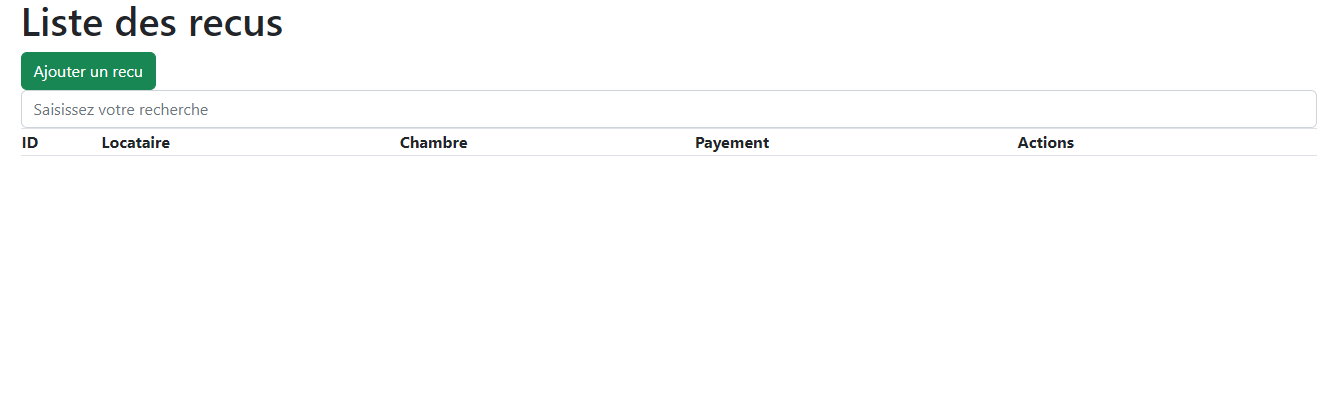 Liste des recus
Ajouter un recu
Saisissez votre recherche
ID Locataire Chambre Payement Actions